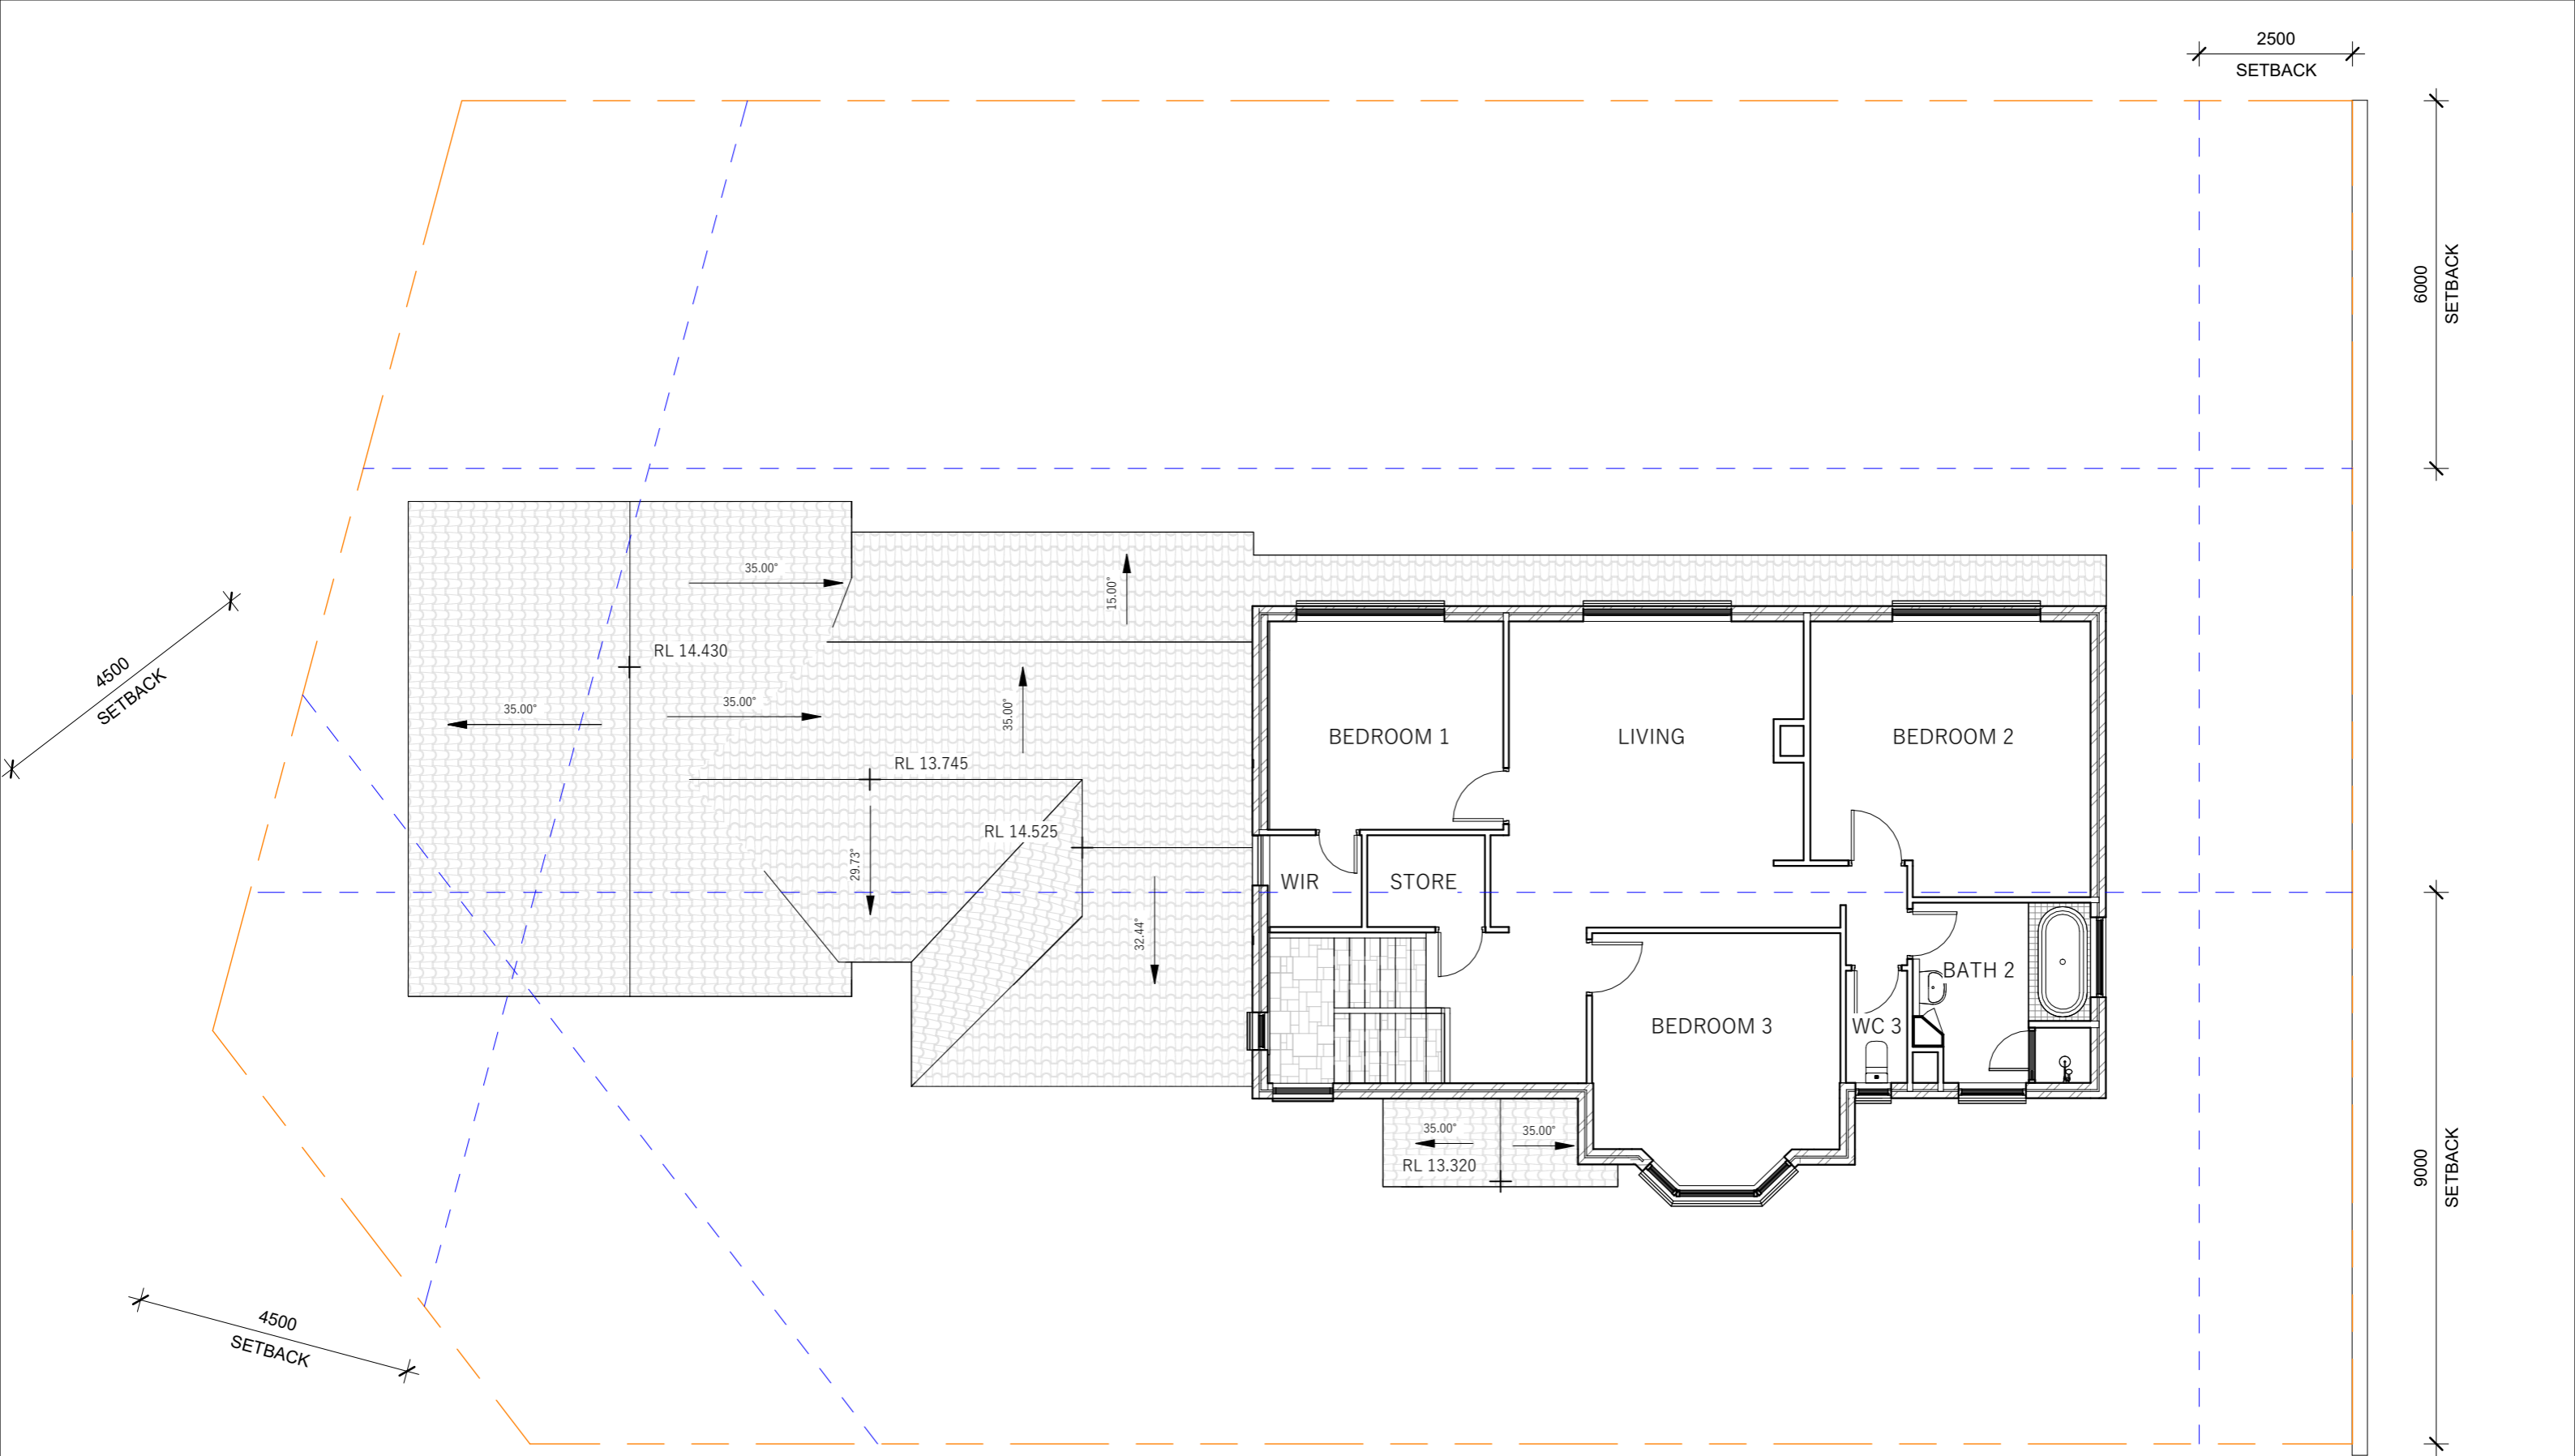 2500
SETBACK
6000
SETBACK
35.00°
15.00°
4500
SETBACK
RL 14.430
35.00°
35.00°
35.00°
BEDROOM 1
LIVING
BEDROOM 2
RL 13.745
RL 14.525
29.73°
32.44°
WIR
STORE
BATH 2
BEDROOM 3
WC 3
35.00°
35.00°
RL 13.320
9000
SETBACK
4500
SETBACK